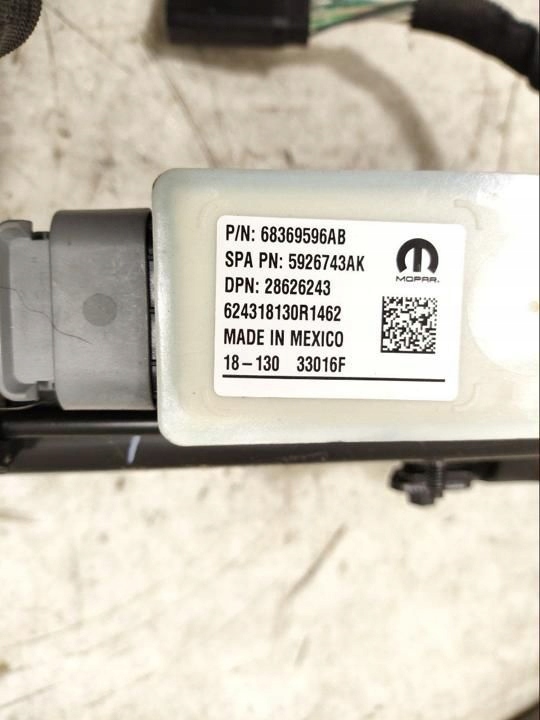 P/N: 68369596AB
SPA PN: 5926743AK
DPN: 28626243
624318130R1462
MADE IN MEXICO
18-130 33016F
MOPAR